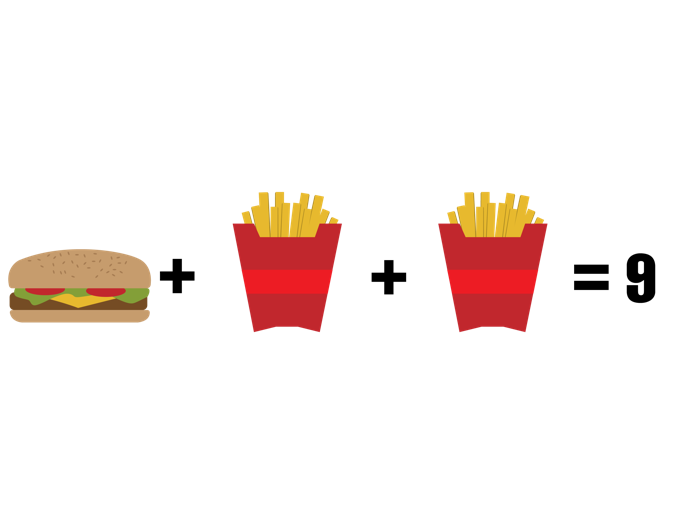 + + = 9